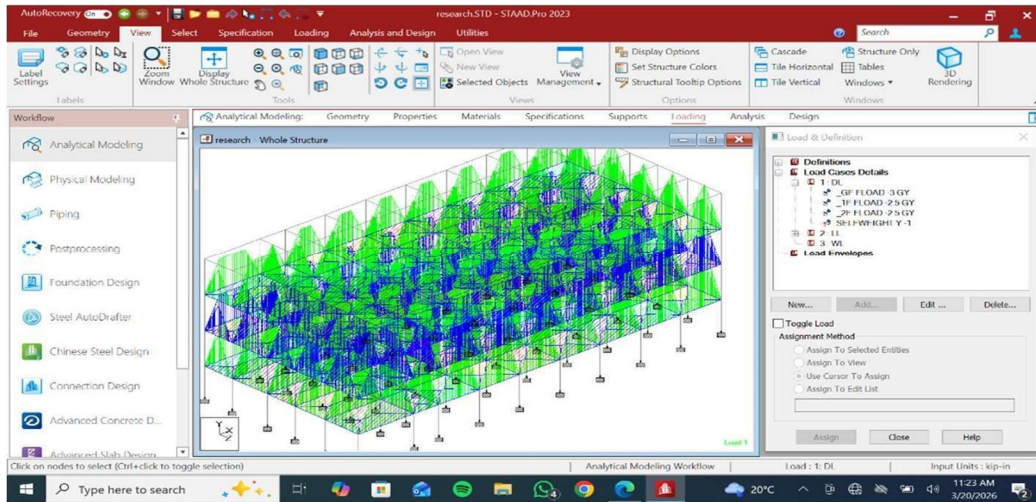 AutoRecovery On
research.STD - STAAD.Pro 2023
File Geometry View Select Specification Loading Analysis and Design Utilities
Search
Label Settings
Zoom Window
Display Whole Structure
Open View
New View
Selected Objects
View Management
Display Options
Set Structure Colors
Structural Tooltip Options
Cascade
Tile Horizontal
Tile Vertical
Structure Only
Tables
Windows
3D Rendering
Labels Tools Views Options Windows
Workflow
Analytical Modeling: Geometry Properties Materials Specifications Supports Loading Analysis Design
Analytical Modeling
Physical Modeling
Piping
Postprocessing
Foundation Design
Steel AutoDrafter
Chinese Steel Design
Connection Design
Advanced Concrete D...
Advanced Slab Design
research - Whole Structure
Y
X
Z
Load 1
Load & Definition
Definitions
Load Cases Details
1: DL
_GF FLOAD -3 GY
_1F FLOAD -2.5 GY
_2F FLOAD -2.5 GY
SELFWEIGHT Y -1
2: LL
3: WL
Load Envelopes
New... Add... Edit ... Delete...
Toggle Load
Assignment Method
Assign To Selected Entities
Assign To View
Use Cursor To Assign
Assign To Edit List
Assign Close Help
Click on nodes to select (Ctrl+click to toggle selection)
Analytical Modeling Workflow
Load : 1: DL
Input Units : kip-in
Type here to search
4
20°C
11:23 AM
3/20/2026
2